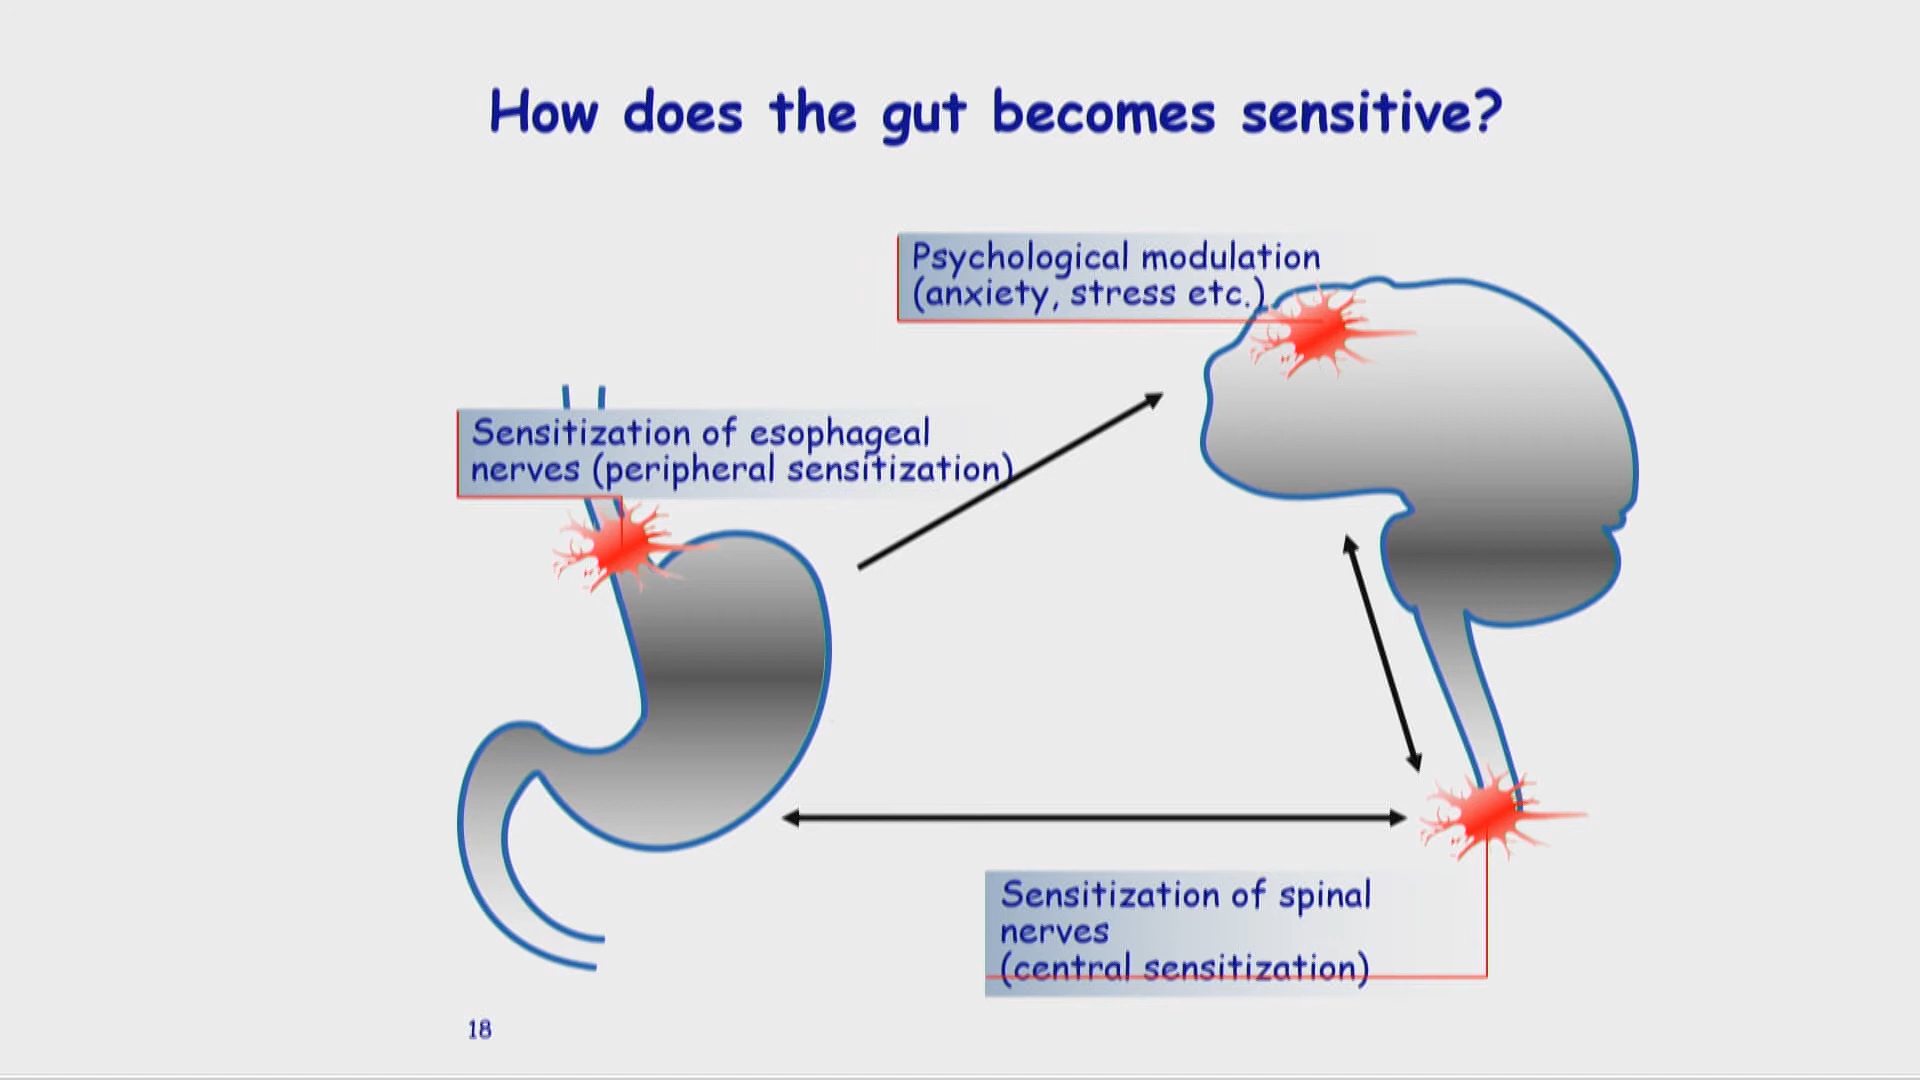 How does the gut becomes sensitive?
Psychological modulation
(anxiety, stress etc.)
Sensitization of esophageal
nerves (peripheral sensitization)
Sensitization of spinal
nerves
(central sensitization)
18